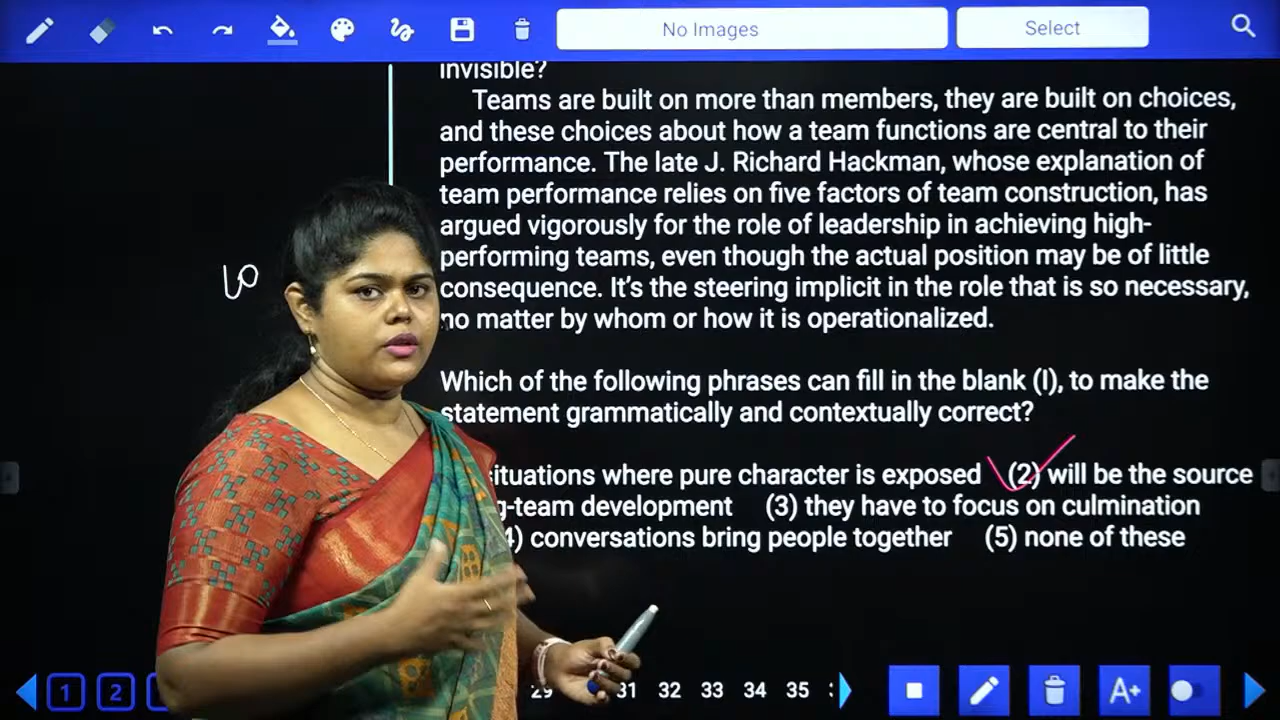 No Images
Select
invisible?
Teams are built on more than members, they are built on choices,
and these choices about how a team functions are central to their
performance. The late J. Richard Hackman, whose explanation of
team performance relies on five factors of team construction, has
argued vigorously for the role of leadership in achieving high-
performing teams, even though the actual position may be of little
consequence. It's the steering implicit in the role that is so necessary,
no matter by whom or how it is operationalized.
Which of the following phrases can fill in the blank (I), to make the
statement grammatically and contextually correct?
situations where pure character is exposed (2) will be the source
-team development (3) they have to focus on culmination
4) conversations bring people together (5) none of these
1 2 29 31 32 33 34 35
A+